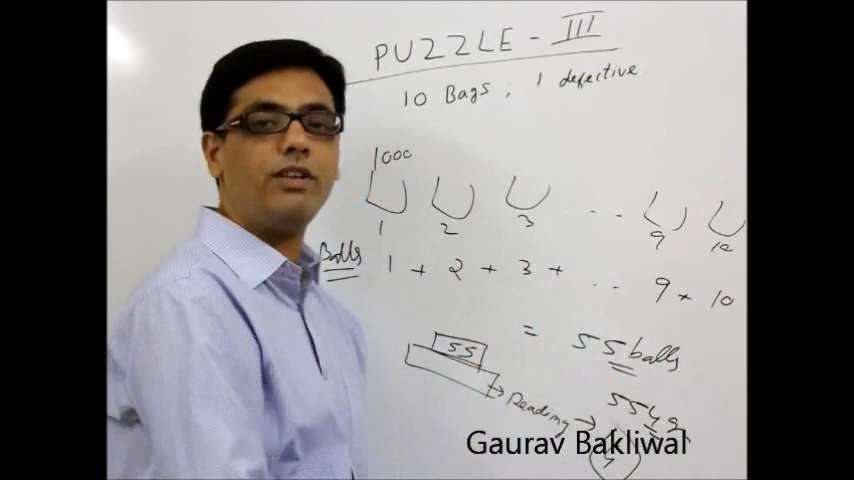 PUZZLE - III
10 Bags ; 1 defective.
1000
1 2 3 .. 9 10
Balls 1 + 2 + 3 + .. 9 + 10
= 55 balls
55
Reading →
Gaurav Bakliwal